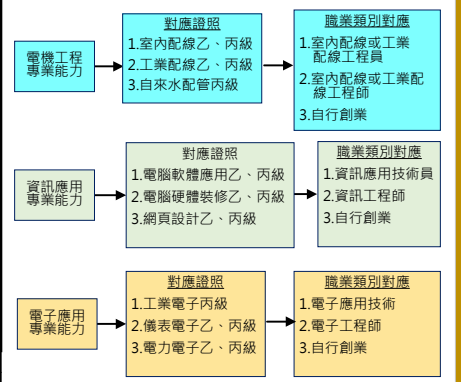 電機工程
專業能力
對應證照
1.室內配線乙、丙級
2.工業配線乙、丙級
3.自來水配管丙級
職業類別對應
1.室內配線或工業
配線工程員
2.室內配線或工業配
線工程師
3.自行創業
資訊應用
專業能力
對應證照
1.電腦軟體應用乙、丙級
2.電腦硬體裝修乙、丙級
3.網頁設計乙、丙級
職業類別對應
1.資訊應用技術員
2.資訊工程師
3.自行創業
電子應用
專業能力
對應證照
1.工業電子丙級
2.儀表電子乙、丙級
3.電力電子乙、丙級
職業類別對應
1.電子應用技術
2.電子工程師
3.自行創業